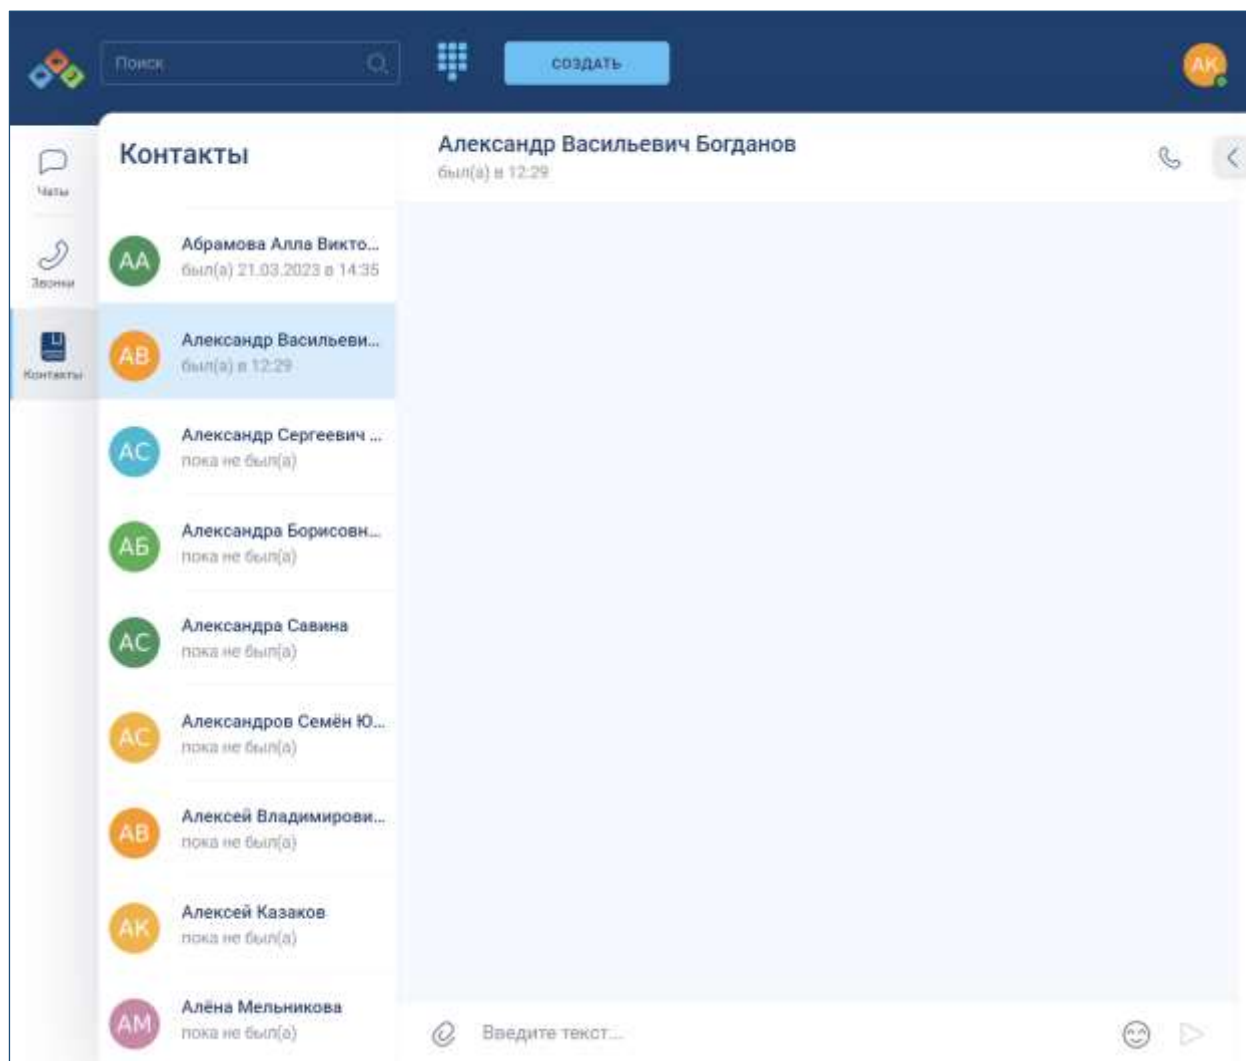 Поиск
СОЗДАТЬ
АК
Чаты
Звонки
Контакты
Контакты
АА
Абрамова Алла Викто...
был(а) 21.03.2023 в 14:35
АВ
Александр Васильеви...
был(а) в 12:29
АС
Александр Сергеевич ...
пока не был(а)
АБ
Александра Борисовн...
пока не был(а)
АС
Александра Савина
пока не был(а)
АС
Александров Семён Ю...
пока не был(а)
АВ
Алексей Владимирови...
пока не был(а)
АК
Алексей Казаков
пока не был(а)
АМ
Алёна Мельникова
пока не был(а)
Александр Васильевич Богданов
был(а) в 12:29
Введите текст...